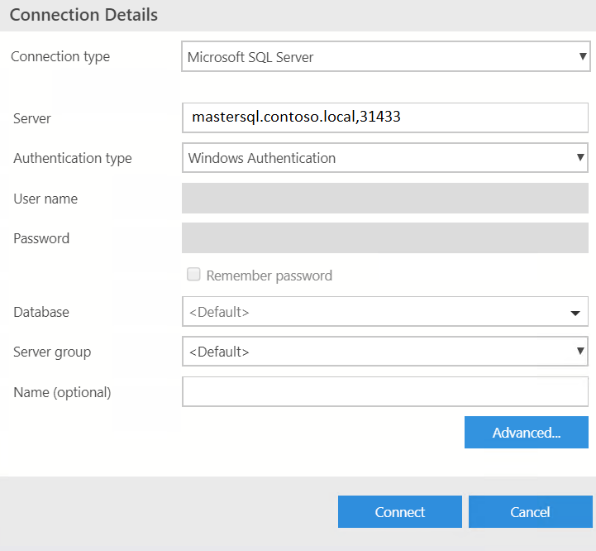 Connection Details
Connection type Microsoft SQL Server
Server mastersql.contoso.local,31433
Authentication type Windows Authentication
User name
Password
Remember password
Database <Default>
Server group <Default>
Name (optional)
Advanced...
Connect Cancel